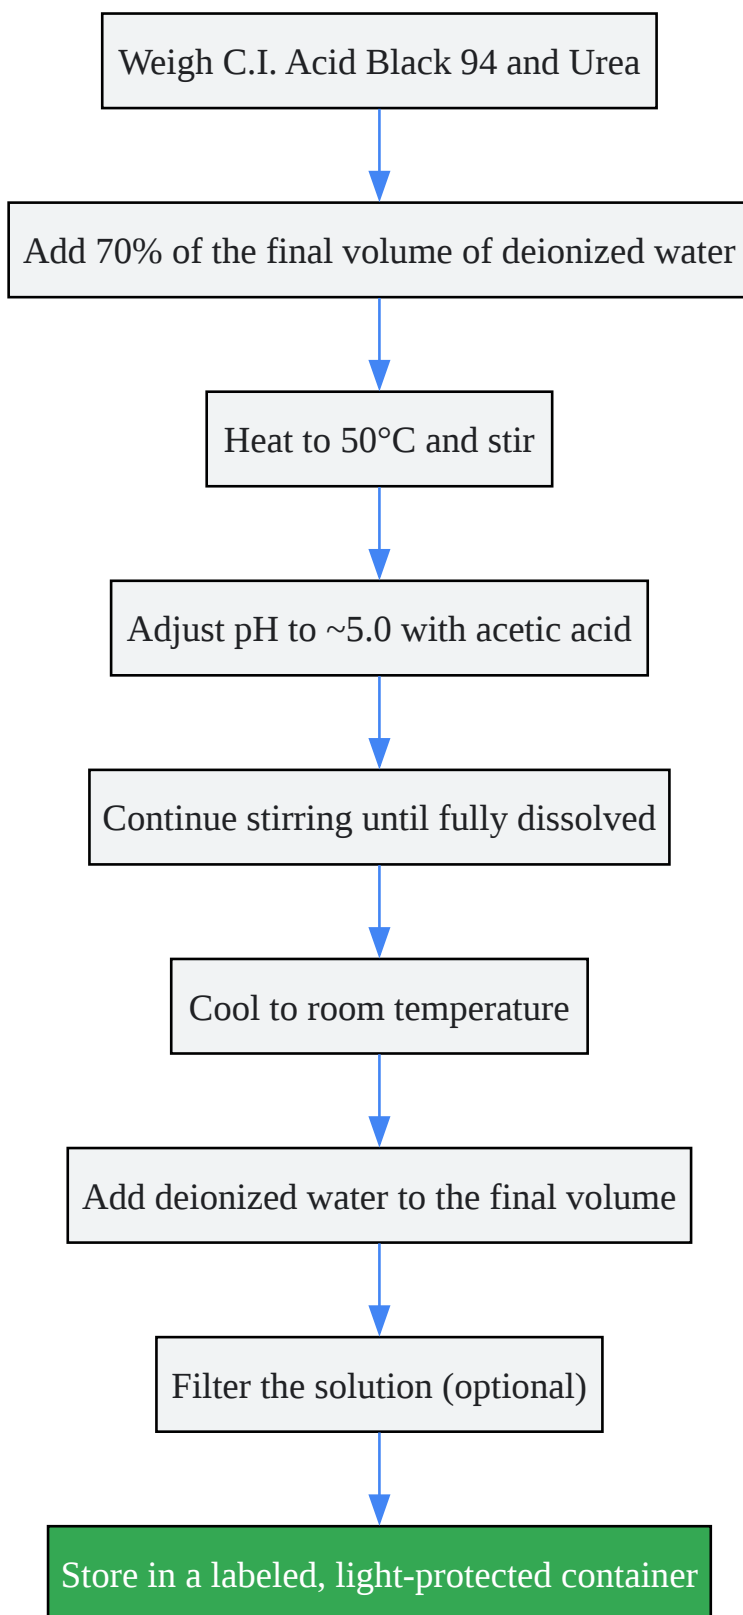 Weigh C.I. Acid Black 94 and Urea
Add 70% of the final volume of deionized water
Heat to 50°C and stir
Adjust pH to ~5.0 with acetic acid
Continue stirring until fully dissolved
Cool to room temperature
Add deionized water to the final volume
Filter the solution (optional)
Store in a labeled, light-protected container